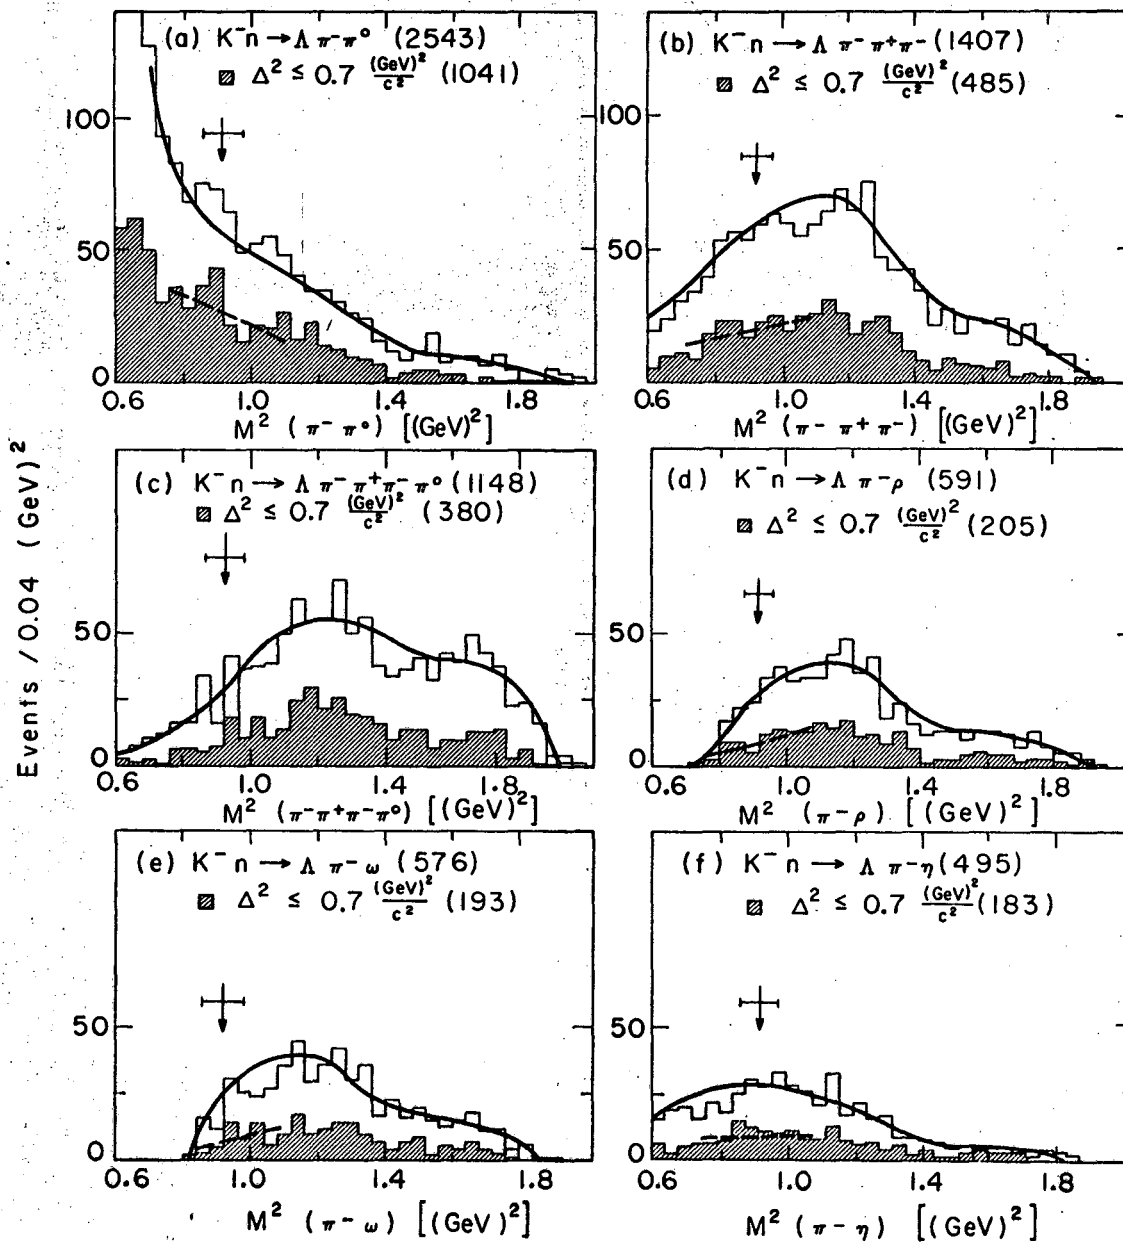 Events / 0.04 (GeV)²
(a) K⁻n → Λ π⁻π° (2543)
▨ Δ² ≤ 0.7 (GeV)²/c² (1041)
100
50
0
0.6 1.0 1.4 1.8
M² (π⁻π°) [(GeV)²]
(b) K⁻n → Λ π⁻π⁺π⁻ (1407)
▨ Δ² ≤ 0.7 (GeV)²/c² (485)
100
50
0
0.6 1.0 1.4 1.8
M² (π⁻π⁺π⁻) [(GeV)²]
(c) K⁻n → Λ π⁻π⁺π⁻π° (1148)
▨ Δ² ≤ 0.7 (GeV)²/c² (380)
50
0
0.6 1.0 1.4 1.8
M² (π⁻π⁺π⁻π°) [(GeV)²]
(d) K⁻n → Λ π⁻ρ (591)
▨ Δ² ≤ 0.7 (GeV)²/c² (205)
50
0
0.6 1.0 1.4 1.8
M² (π⁻ρ) [(GeV)²]
(e) K⁻n → Λ π⁻ω (576)
▨ Δ² ≤ 0.7 (GeV)²/c² (193)
50
0
0.6 1.0 1.4 1.8
M² (π⁻ω) [(GeV)²]
(f) K⁻n → Λ π⁻η (495)
▨ Δ² ≤ 0.7 (GeV)²/c² (183)
50
0
0.6 1.0 1.4 1.8
M² (π⁻η) [(GeV)²]